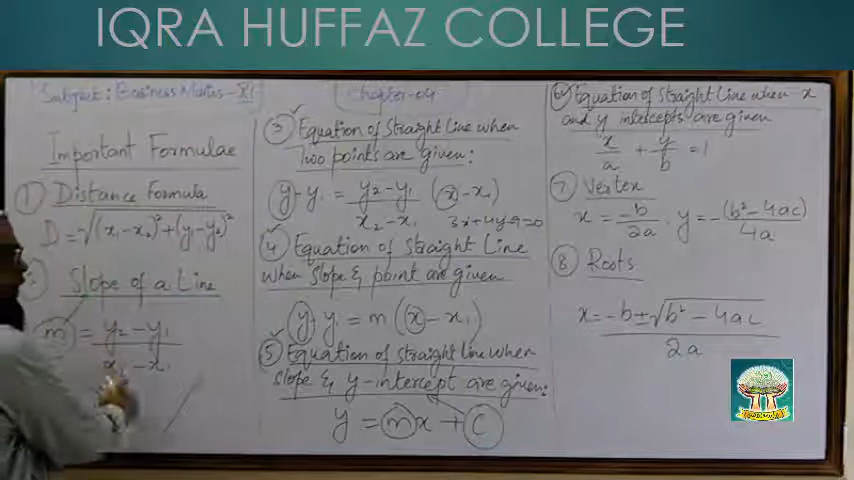 IQRA HUFFAZ COLLEGE
Subject: Business Maths-XI
Chapter-04
Important Formulae
① Distance Formula
D = √(x₁-x₂)²+(y₁-y₂)²
Slope of a Line
m = y₂-y₁
x₂-x₁
③ Equation of Straight Line when
Two points are given:
y-y₁ = y₂-y₁ (x-x₁)
x₂-x₁ 3x+4y-9=0
④ Equation of Straight Line
when Slope & point are given
y-y₁ = m (x-x₁)
⑤ Equation of Straight line when
slope & y-intercept are given:
y = mx + C
⑥ Equation of Straight Line when x
and y intercepts are given
x/a + y/b = 1
⑦ Vertex
x = -b/2a, y = -(b²-4ac)/4a
⑧ Roots
x = -b±√b²-4ac
2a